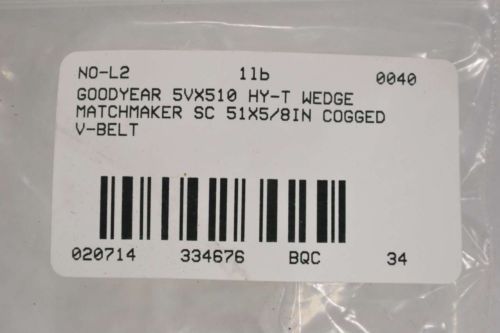 NO-L2 1lb 0040
GOODYEAR 5VX510 HY-T WEDGE
MATCHMAKER SC 51X5/8IN COGGED
V-BELT
020714 334676 BQC 34